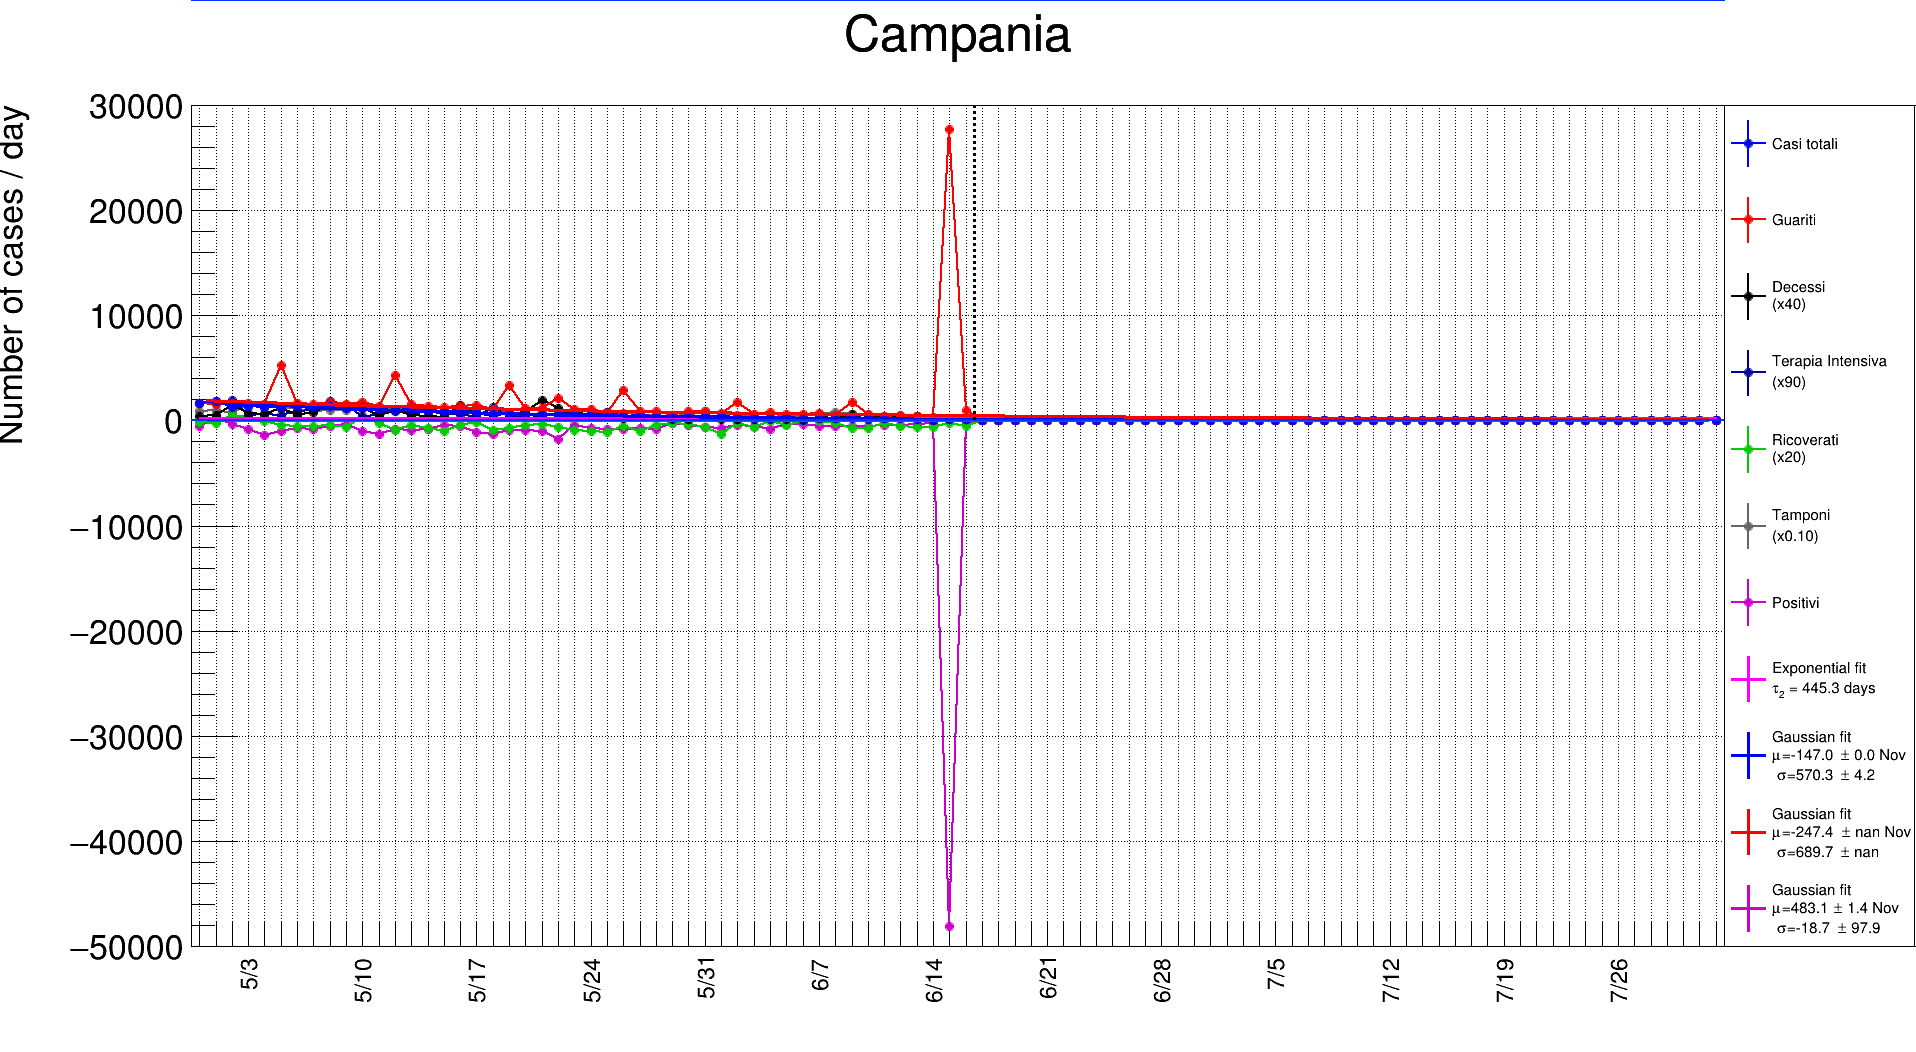 Campania
Number of cases / day
30000
20000
10000
0
−10000
−20000
−30000
−40000
−50000
5/3
5/10
5/17
5/24
5/31
6/7
6/14
6/21
6/28
7/5
7/12
7/19
7/26
Casi totali
Guariti
Decessi
(x40)
Terapia Intensiva
(x90)
Ricoverati
(x20)
Tamponi
(x0.10)
Positivi
Exponential fit
τ2 = 445.3 days
Gaussian fit
μ=-147.0 ± 0.0 Nov
σ=570.3 ± 4.2
Gaussian fit
μ=-247.4 ± nan Nov
σ=689.7 ± nan
Gaussian fit
μ=483.1 ± 1.4 Nov
σ=-18.7 ± 97.9